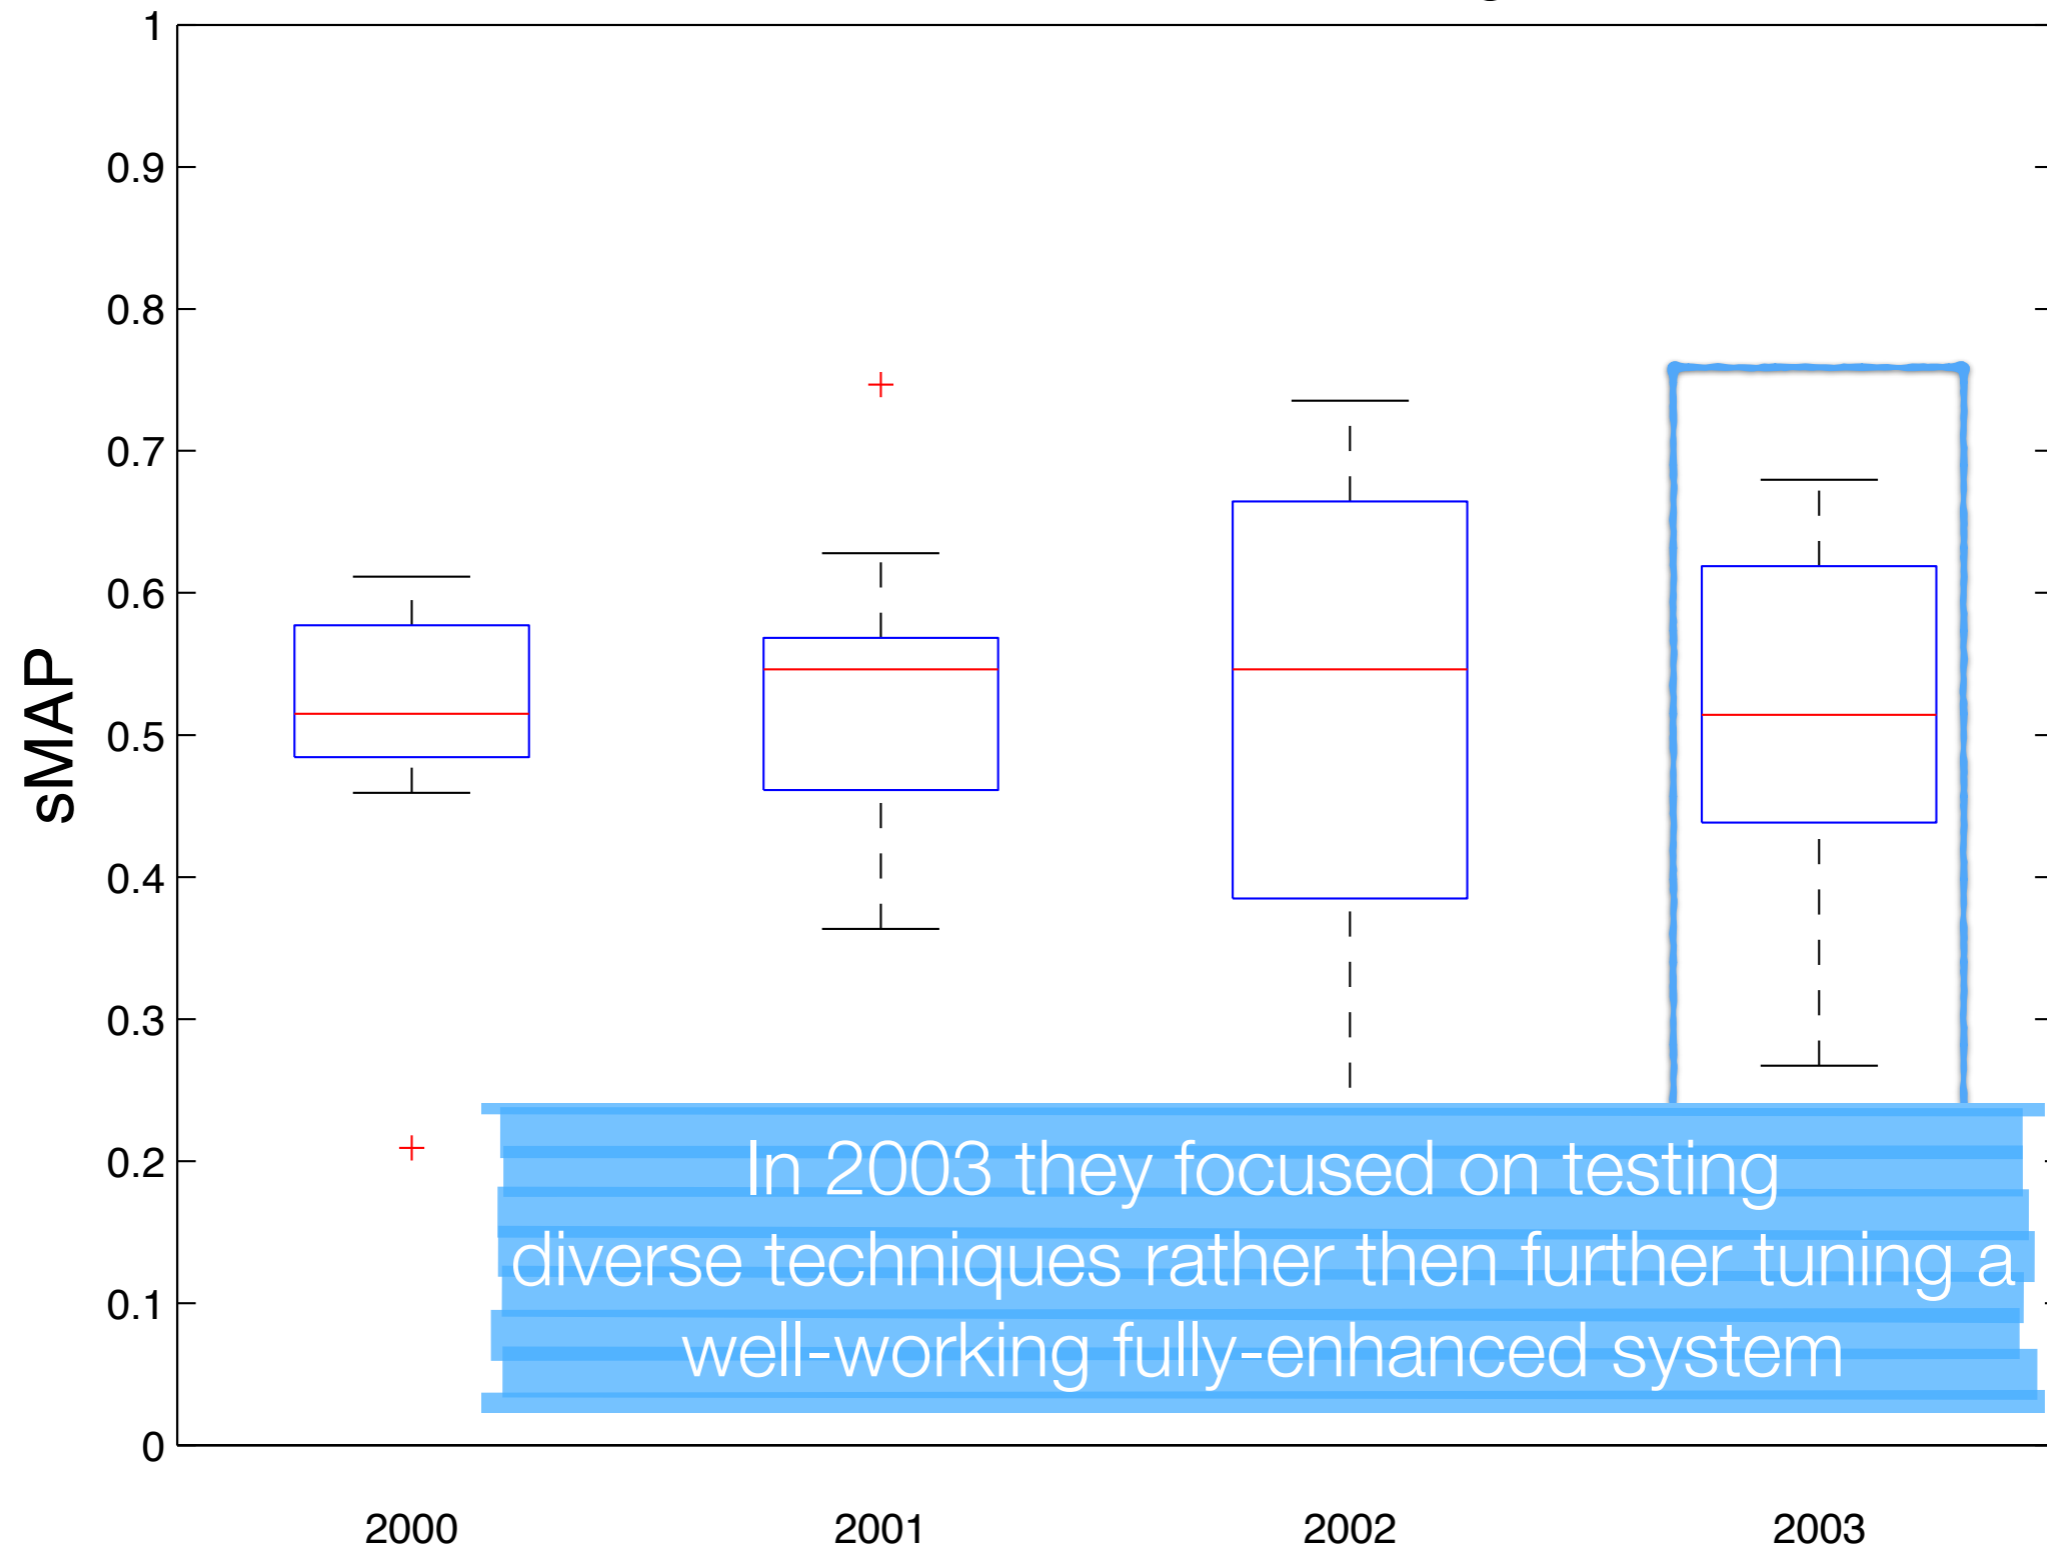 1
0.9
0.8
0.7
0.6
0.5
0.4
0.3
0.2
0.1
0
sMAP
In 2003 they focused on testing
diverse techniques rather then further tuning a
well-working fully-enhanced system
2000 2001 2002 2003